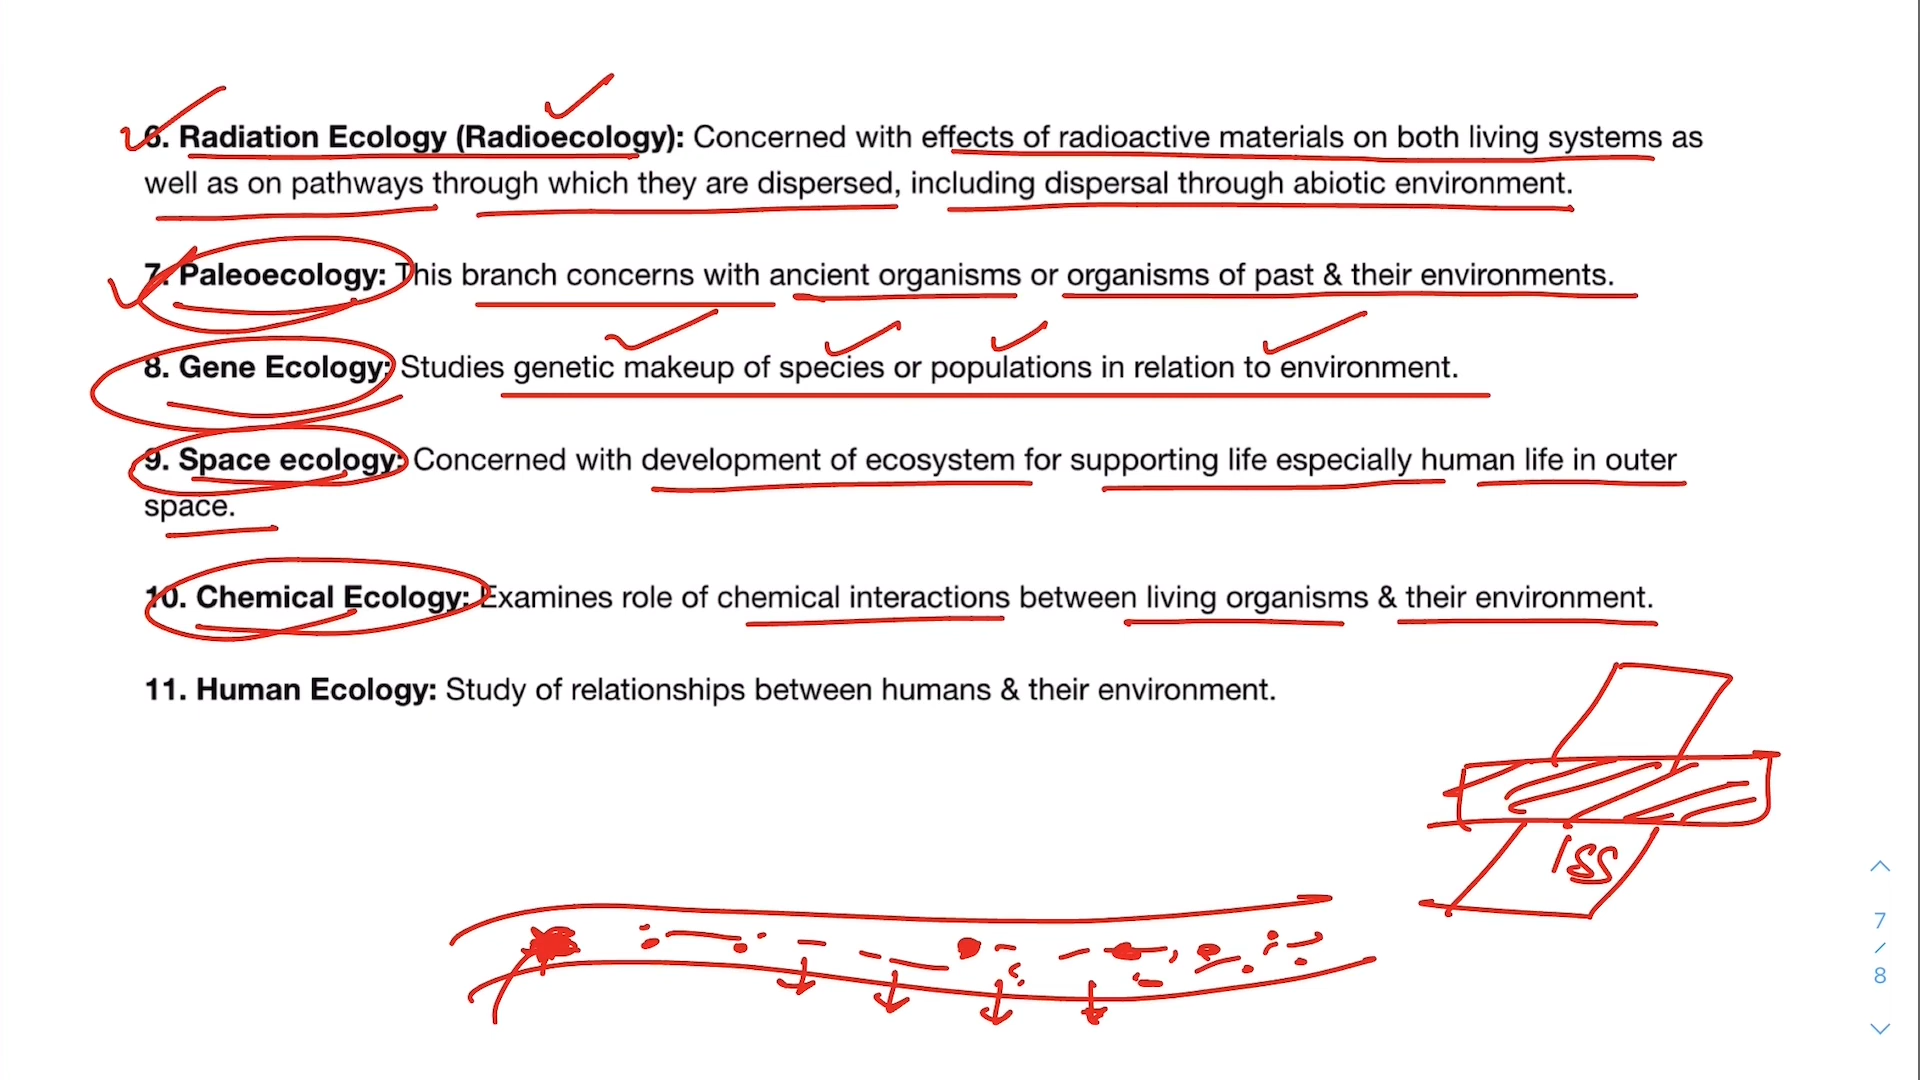 6. Radiation Ecology (Radioecology): Concerned with effects of radioactive materials on both living systems as
well as on pathways through which they are dispersed, including dispersal through abiotic environment.
7. Paleoecology: This branch concerns with ancient organisms or organisms of past & their environments.
8. Gene Ecology: Studies genetic makeup of species or populations in relation to environment.
9. Space ecology: Concerned with development of ecosystem for supporting life especially human life in outer
space.
10. Chemical Ecology: Examines role of chemical interactions between living organisms & their environment.
11. Human Ecology: Study of relationships between humans & their environment.
ISS
7
/
8